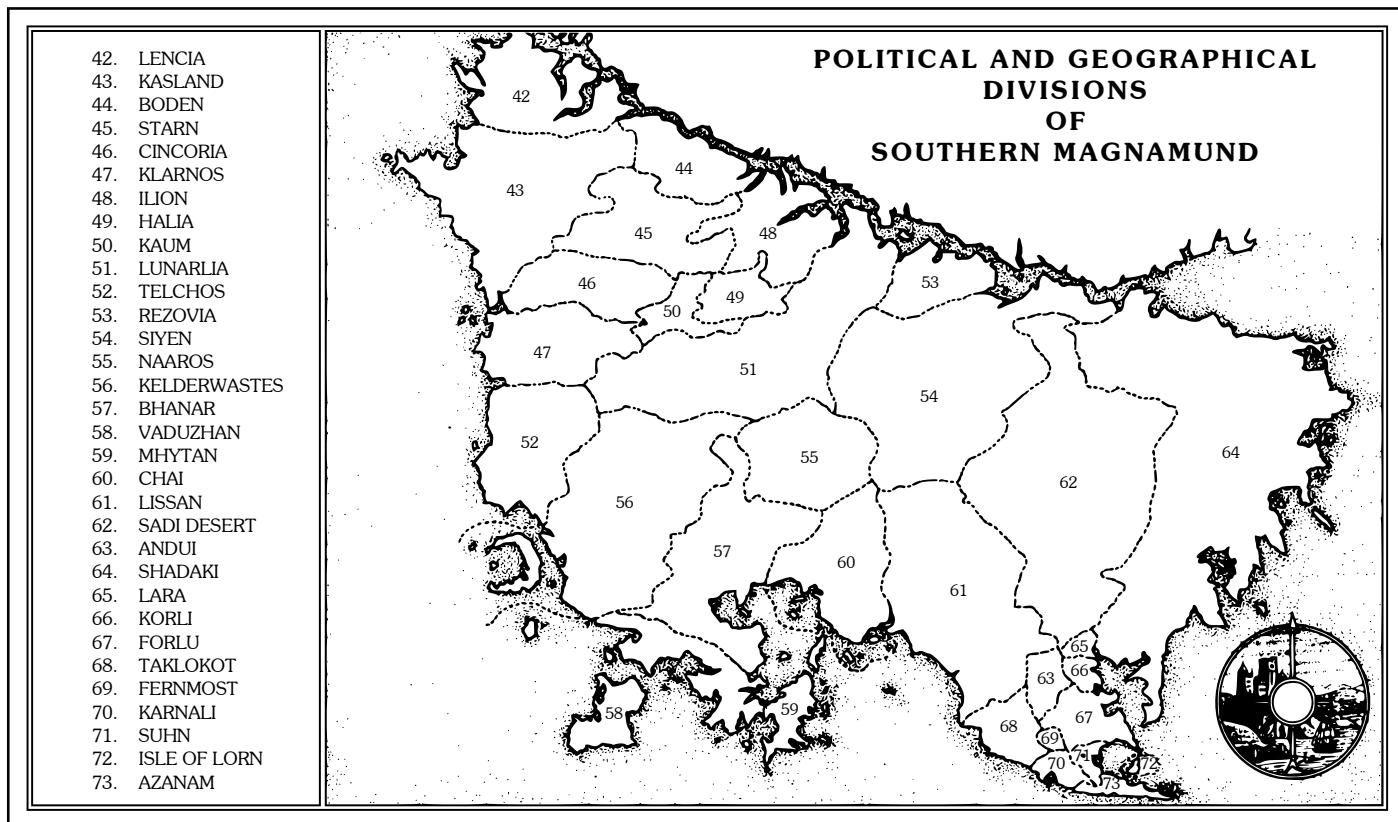 42. LENCIA
43. KASLAND
44. BODEN
45. STARN
46. CINCORIA
47. KLARNOS
48. ILION
49. HALIA
50. KAUM
51. LUNARLIA
52. TELCHOS
53. REZOVIA
54. SIYEN
55. NAAROS
56. KELDERWASTES
57. BHANAR
58. VADUZHAN
59. MHYTAN
60. CHAI
61. LISSAN
62. SADI DESERT
63. ANDUI
64. SHADAKI
65. LARA
66. KORLI
67. FORLU
68. TAKLOKOT
69. FERNMOST
70. KARNALI
71. SUHN
72. ISLE OF LORN
73. AZANAM
POLITICAL AND GEOGRAPHICAL
DIVISIONS
OF
SOUTHERN MAGNAMUND
42
44
43
45
48
46
53
49
50
47
51
54
52
55
64
62
56
57
60
61
65
66
63
58
59
67
68
69
71
70
72
73